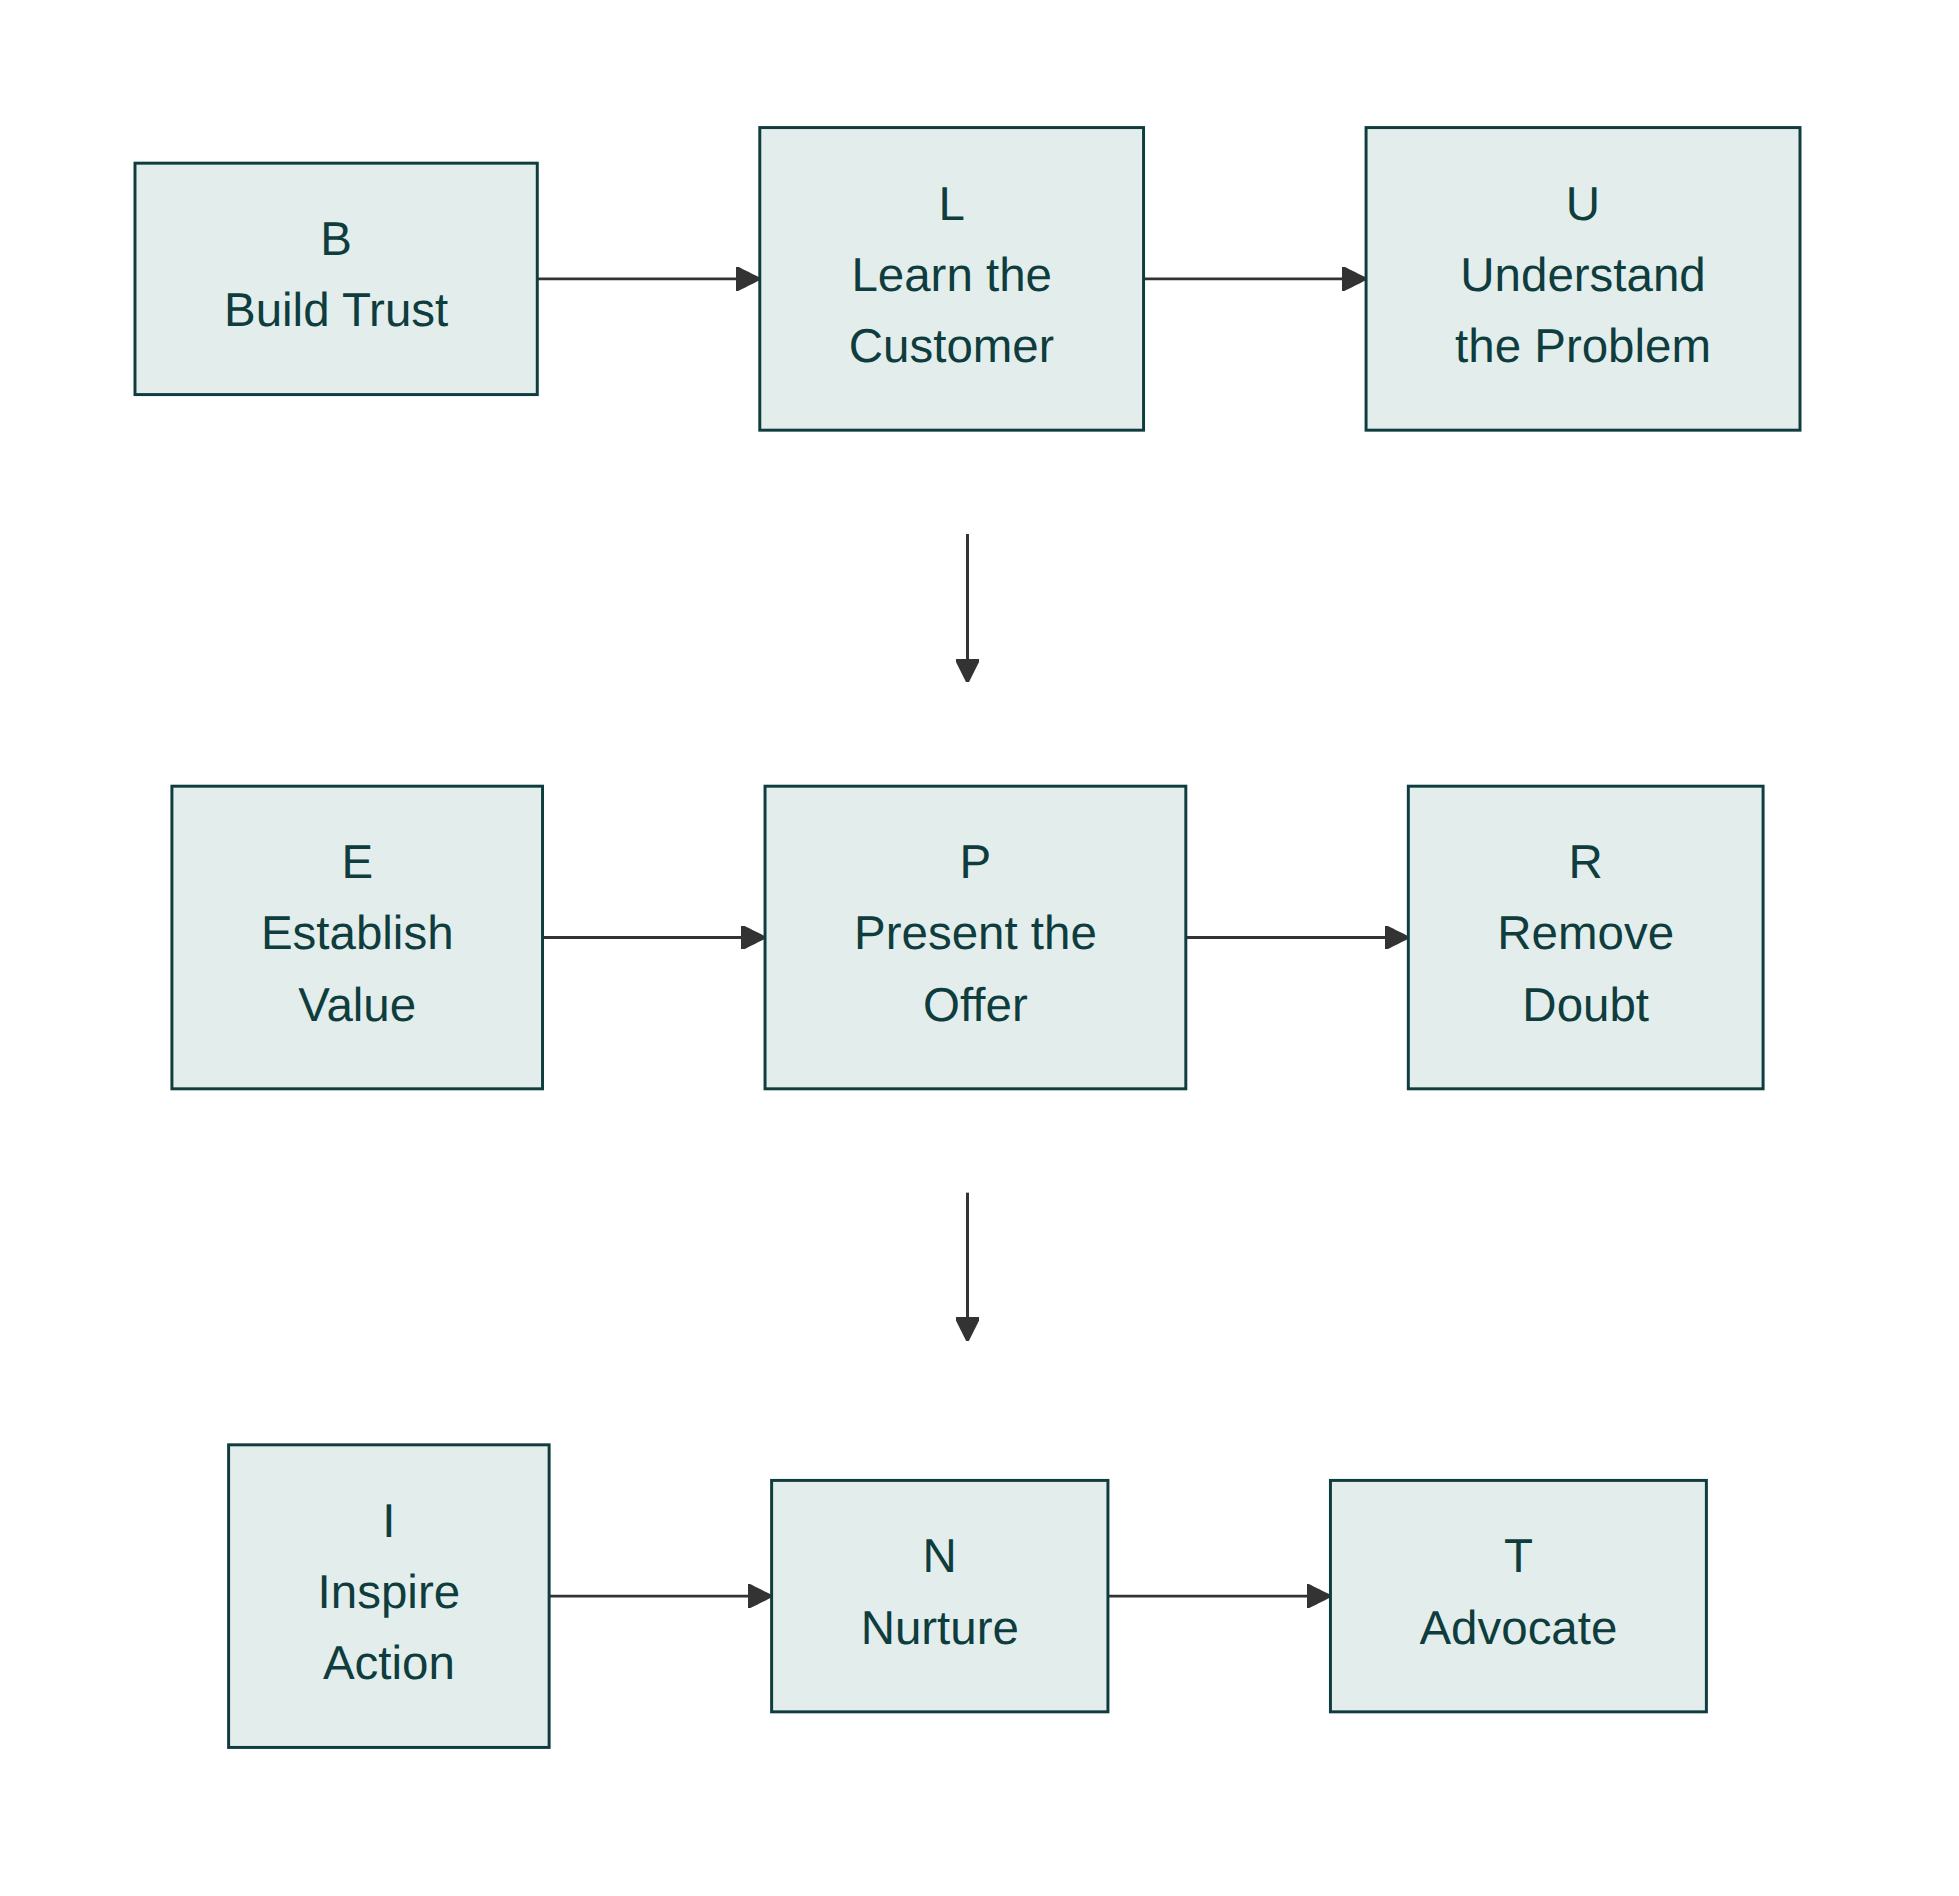 B
Build Trust
L
Learn the
Customer
U
Understand
the Problem
E
Establish
Value
P
Present the
Offer
R
Remove
Doubt
I
Inspire
Action
N
Nurture
T
Advocate